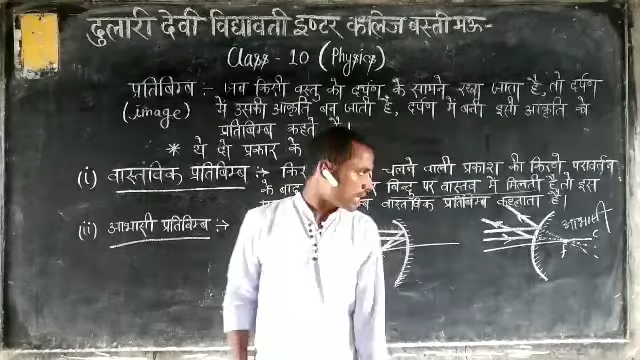 दुलारी देवी विद्यावती इण्टर कालिज बस्ती मऊ-
Class - 10 (Physics)
प्रतिबिम्ब :- जब किसी वस्तु को दर्पण के सामने रखा जाता है, तो दर्पण
(image) में उसकी आकृति बन जाती है, दर्पण में बनी इसी आकृति को
प्रतिबिम्ब कहते है।
* ये दो प्रकार के
(i) वास्तविक प्रतिबिम्ब :- चलने वाली प्रकाश की किरणे परावर्तन
के बाद बिन्दु पर वास्तव में मिलती है तो इस
वास्तविक प्रतिबिम्ब कहलाता है।
(ii) आभासी प्रतिबिम्ब :-
आभासी
F C